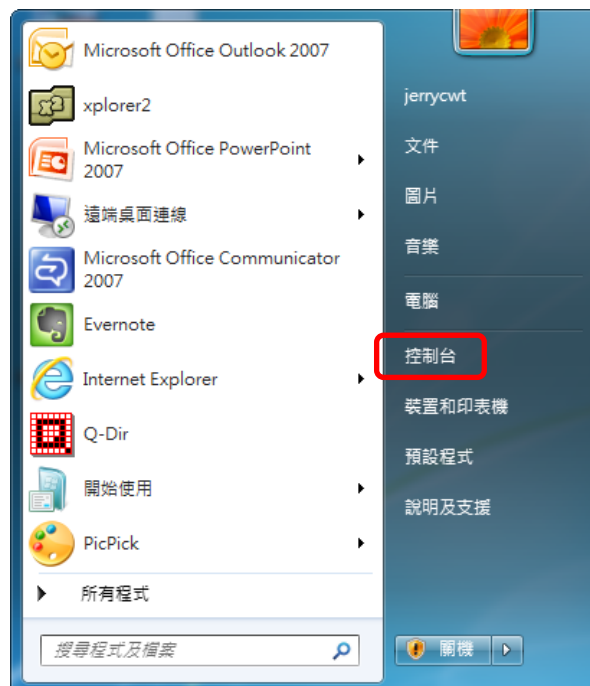 Microsoft Office Outlook 2007
xplorer2
Microsoft Office PowerPoint
2007
遠端桌面連線
Microsoft Office Communicator
2007
Evernote
Internet Explorer
Q-Dir
開始使用
PicPick
所有程式
搜尋程式及檔案
jerrycwt
文件
圖片
音樂
電腦
控制台
裝置和印表機
預設程式
說明及支援
關機